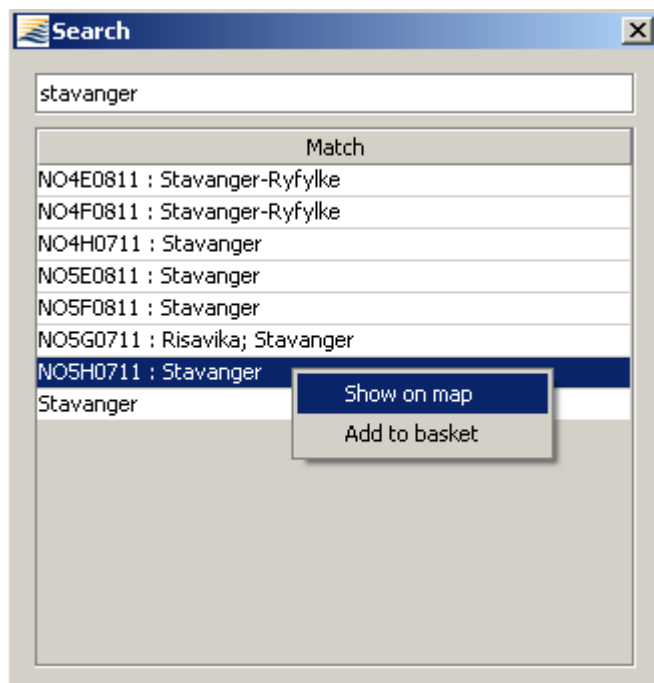 Search
stavanger
Match
NO4E0811 : Stavanger-Ryfylke
NO4F0811 : Stavanger-Ryfylke
NO4H0711 : Stavanger
NO5E0811 : Stavanger
NO5F0811 : Stavanger
NO5G0711 : Risavika; Stavanger
NO5H0711 : Stavanger
Show on map
Stavanger
Add to basket